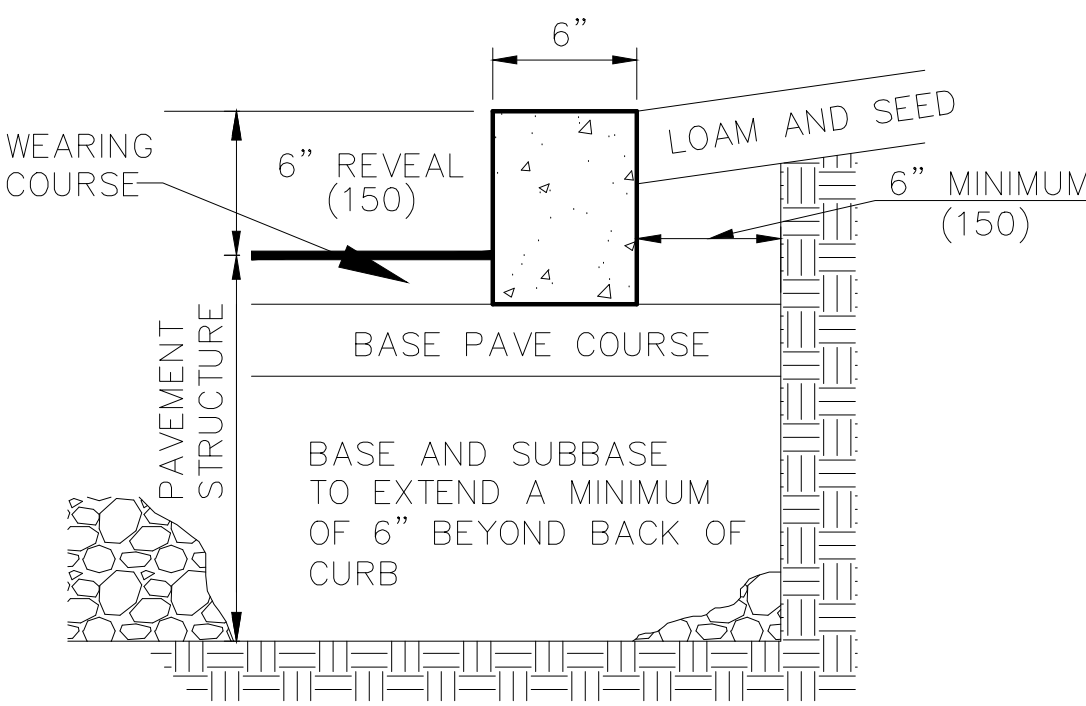 6”
WEARING
COURSE
6” REVEAL
(150)
LOAM AND SEED
6” MINIMUM
(150)
PAVEMENT
STRUCTURE
BASE PAVE COURSE
BASE AND SUBBASE
TO EXTEND A MINIMUM
OF 6” BEYOND BACK OF
CURB